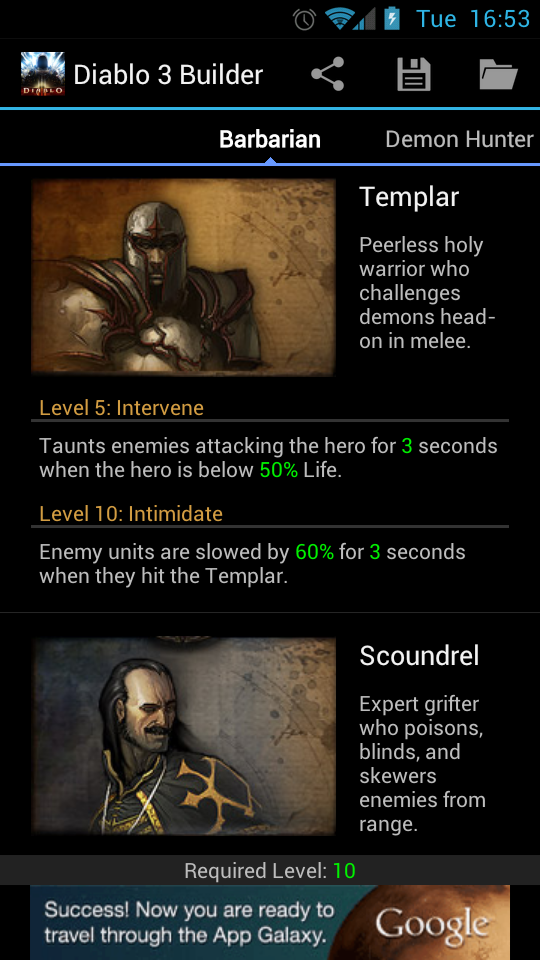 Tue 16:53
DIABLO
Diablo 3 Builder
Barbarian
Demon Hunter
Templar
Peerless holy
warrior who
challenges
demons head-
on in melee.
Level 5: Intervene
Taunts enemies attacking the hero for 3 seconds
when the hero is below 50% Life.
Level 10: Intimidate
Enemy units are slowed by 60% for 3 seconds
when they hit the Templar.
Scoundrel
Expert grifter
who poisons,
blinds, and
skewers
enemies from
range.
Required Level: 10
Success! Now you are ready to
travel through the App Galaxy.
Google